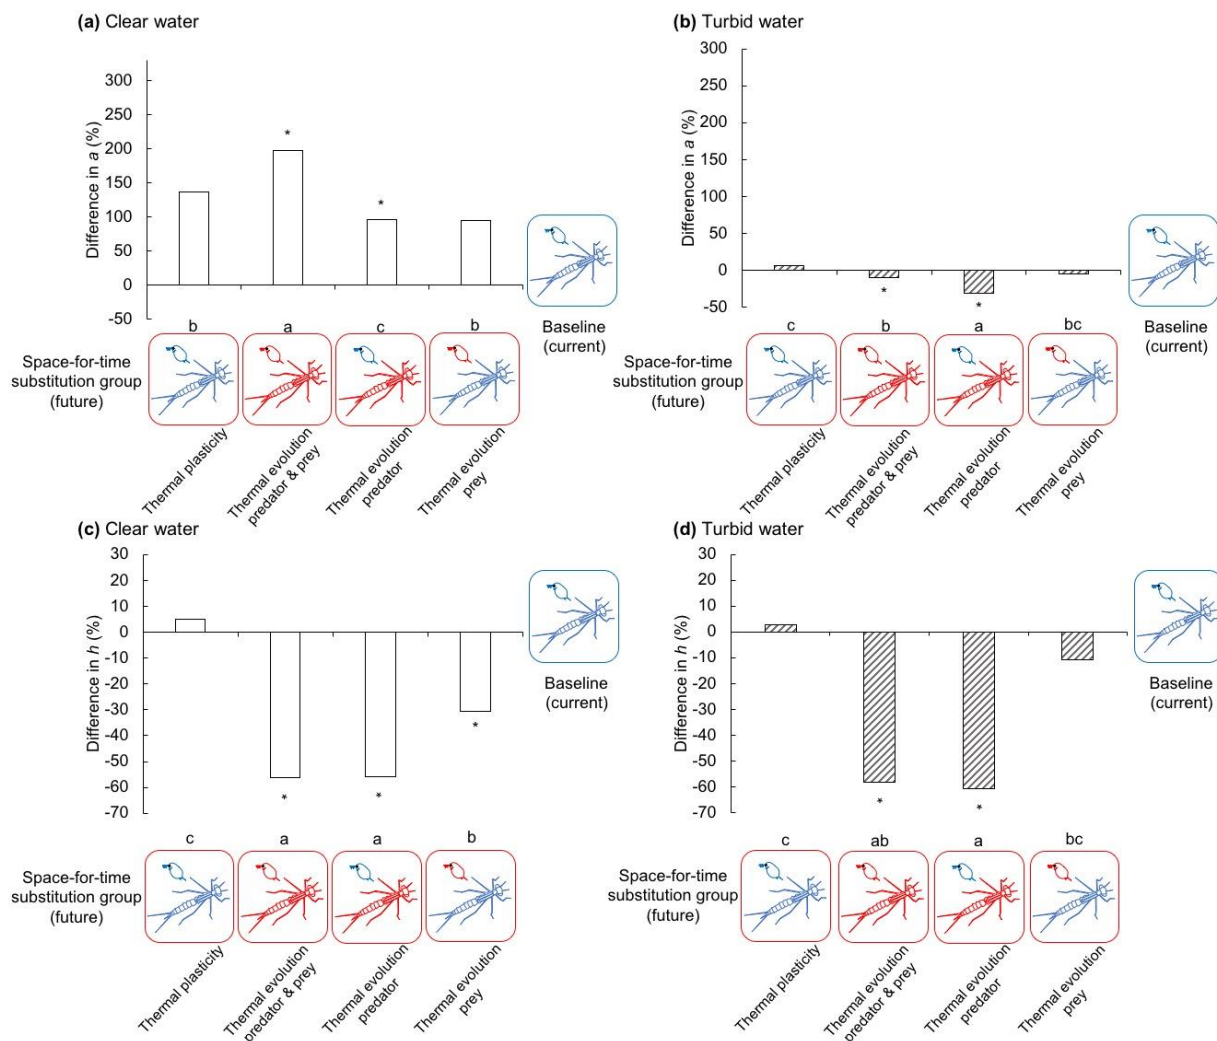 (a) Clear water
Difference in a (%)
300
250
200
150
100
50
0
-50
*
*
b
a
c
b
Baseline
(current)
Space-for-time
substitution group
(future)
Thermal plasticity
Thermal evolution
predator & prey
Thermal evolution
predator
Thermal evolution
prey
(b) Turbid water
Difference in a (%)
300
250
200
150
100
50
0
-50
*
*
c
b
a
bc
Baseline
(current)
Space-for-time
substitution group
(future)
Thermal plasticity
Thermal evolution
predator & prey
Thermal evolution
predator
Thermal evolution
prey
(c) Clear water
Difference in h (%)
30
20
10
0
-10
-20
-30
-40
-50
-60
-70
*
*
*
c
a
a
b
Baseline
(current)
Space-for-time
substitution group
(future)
Thermal plasticity
Thermal evolution
predator & prey
Thermal evolution
predator
Thermal evolution
prey
(d) Turbid water
Difference in h (%)
30
20
10
0
-10
-20
-30
-40
-50
-60
-70
*
*
c
ab
a
bc
Baseline
(current)
Space-for-time
substitution group
(future)
Thermal plasticity
Thermal evolution
predator & prey
Thermal evolution
predator
Thermal evolution
prey